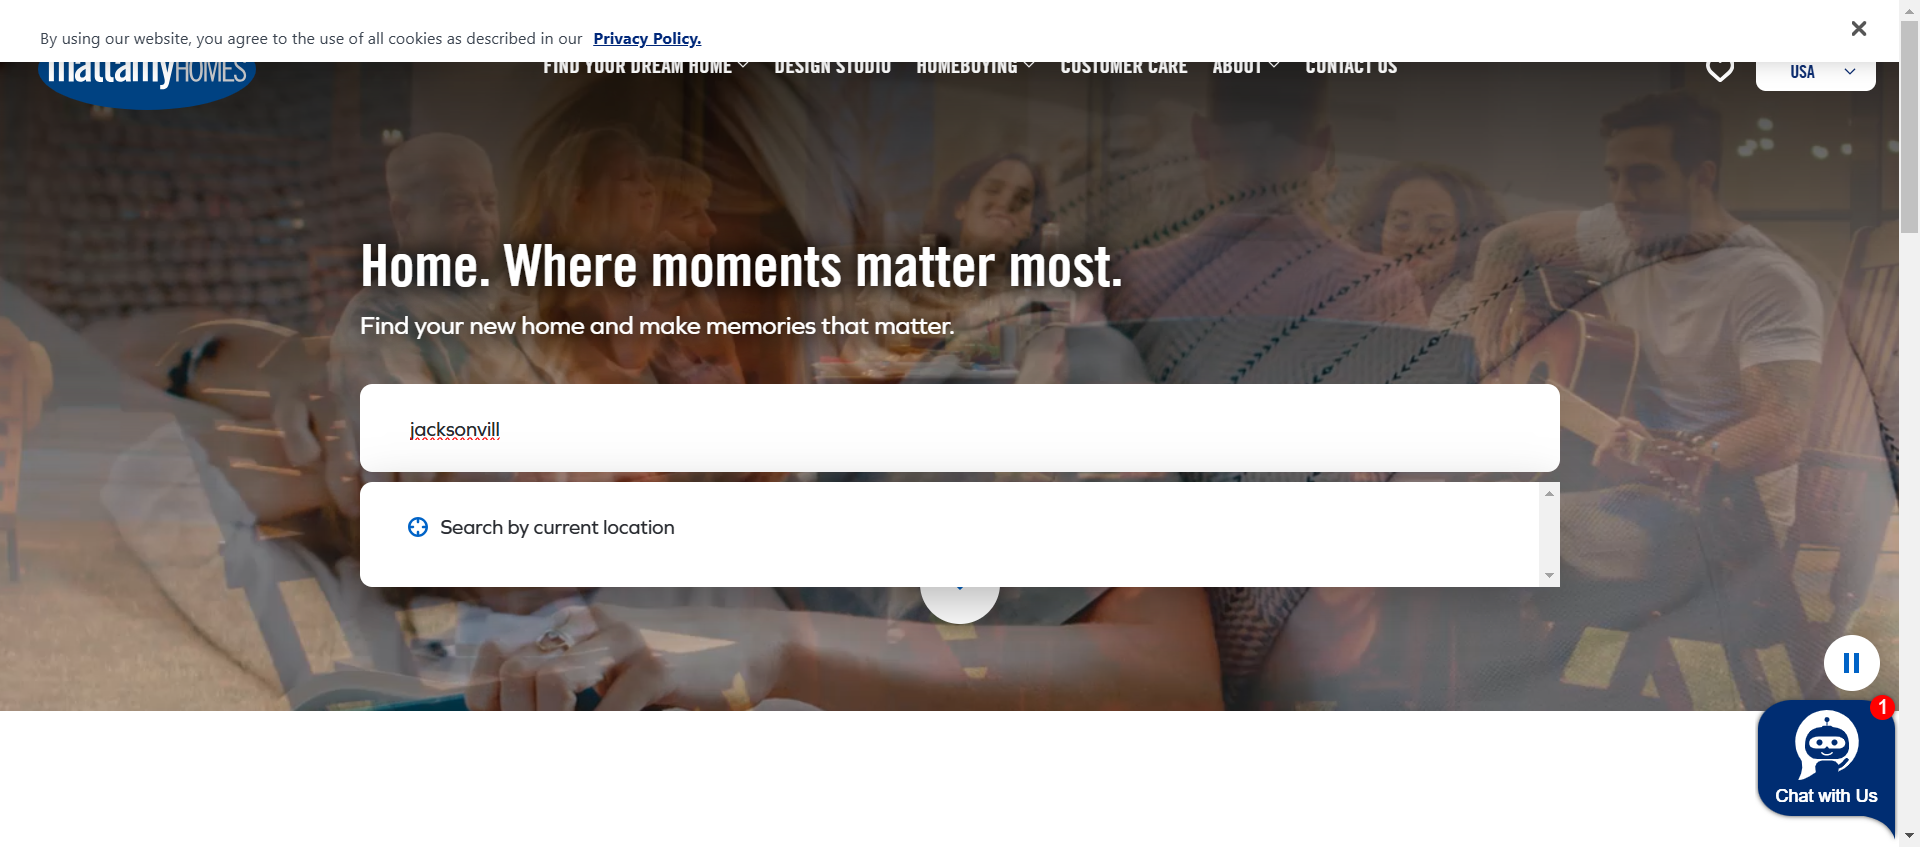 By using our website, you agree to the use of all cookies as described in our Privacy Policy.
mattamyHOMES
FIND YOUR DREAM HOME
DESIGN STUDIO
HOMEBUYING
CUSTOMER CARE
ABOUT
CONTACT US
USA
Home. Where moments matter most.
Find your new home and make memories that matter.
jacksonvill
Search by current location
1
Chat with Us